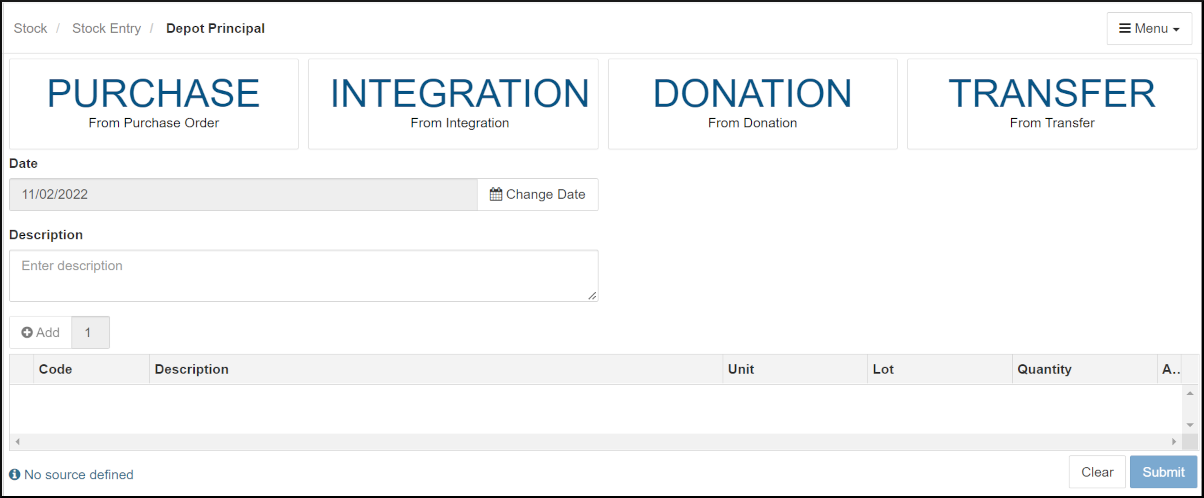 Stock / Stock Entry / Depot Principal
Menu
PURCHASE
From Purchase Order
INTEGRATION
From Integration
DONATION
From Donation
TRANSFER
From Transfer
Date
11/02/2022 Change Date
Description
Enter description
Add 1
Code Description Unit Lot Quantity A..
No source defined
Clear Submit